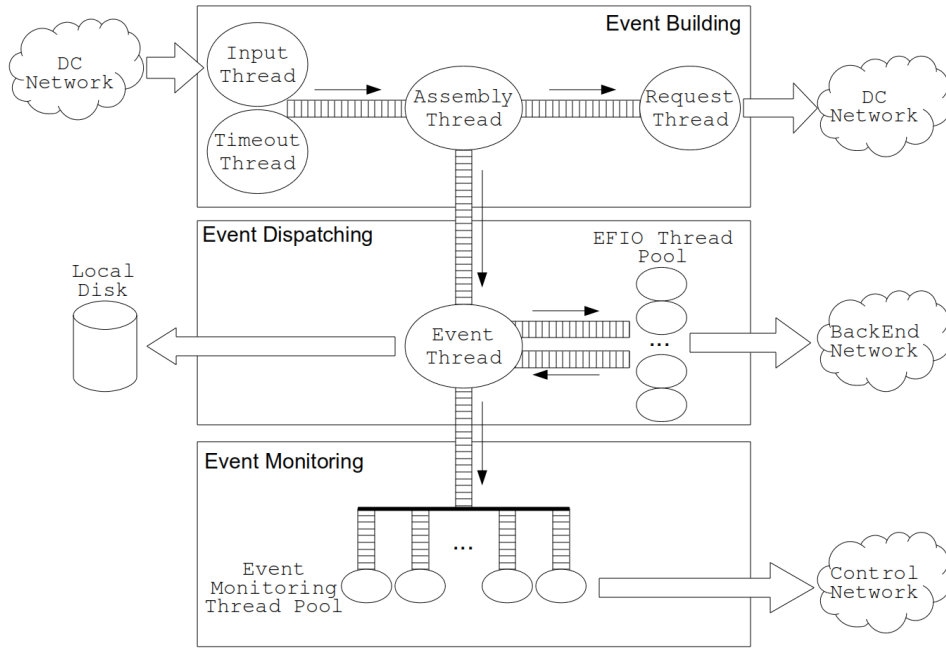 Event Building
DC
Network
Input
Thread
Timeout
Thread
Assembly
Thread
Request
Thread
DC
Network
Event Dispatching
EFIO Thread
Pool
Local
Disk
Event
Thread
...
BackEnd
Network
Event Monitoring
...
Event
Monitoring
Thread Pool
Control
Network